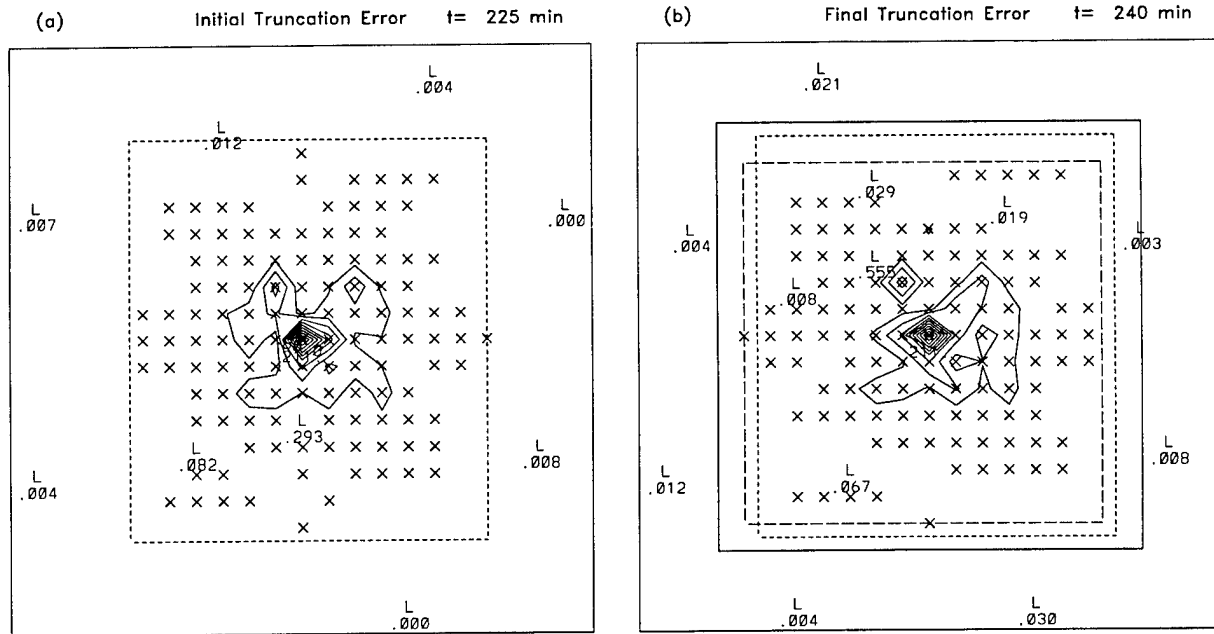 (a) Initial Truncation Error t= 225 min
L
.004
L
.012
L
.007
L
.000
L
.293
L
.082
L
.008
L
.004
L
.000
(b) Final Truncation Error t= 240 min
L
.021
L
.029
L
.019
L
.004
L
.003
L
.555
L
.008
L
.008
L
.012
L
.067
L
.004
L
.030